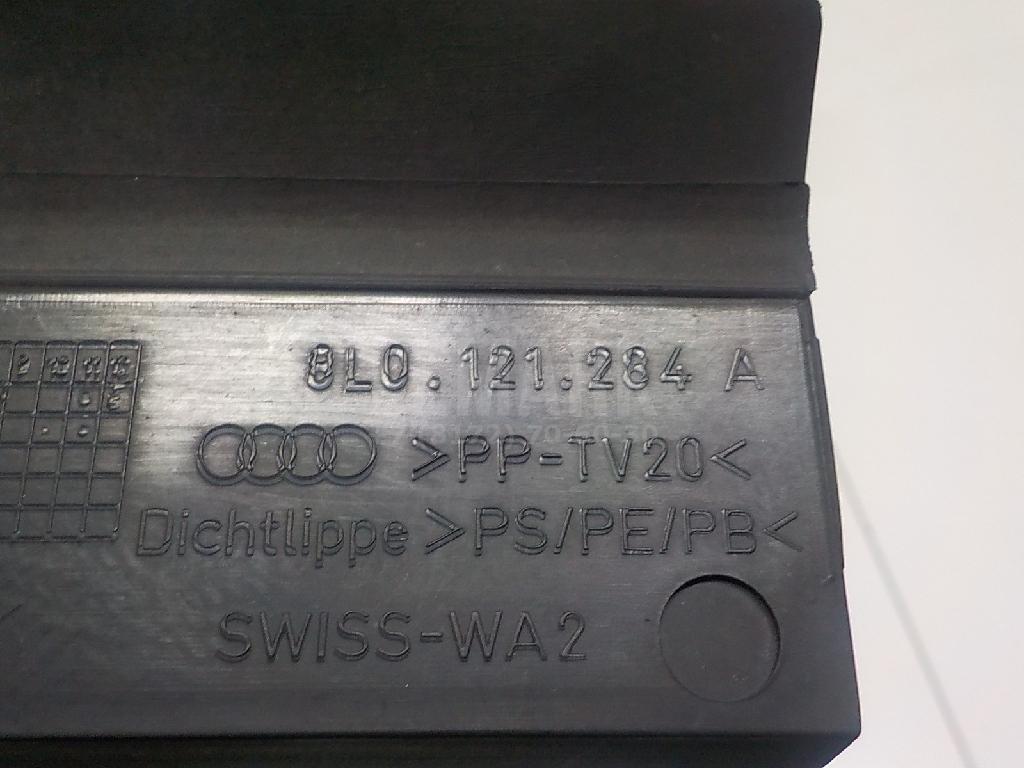 8L0.121.284 A
>PP-TV20<
Dichtlippe >PS/PE/PB<
SWISS-WA2